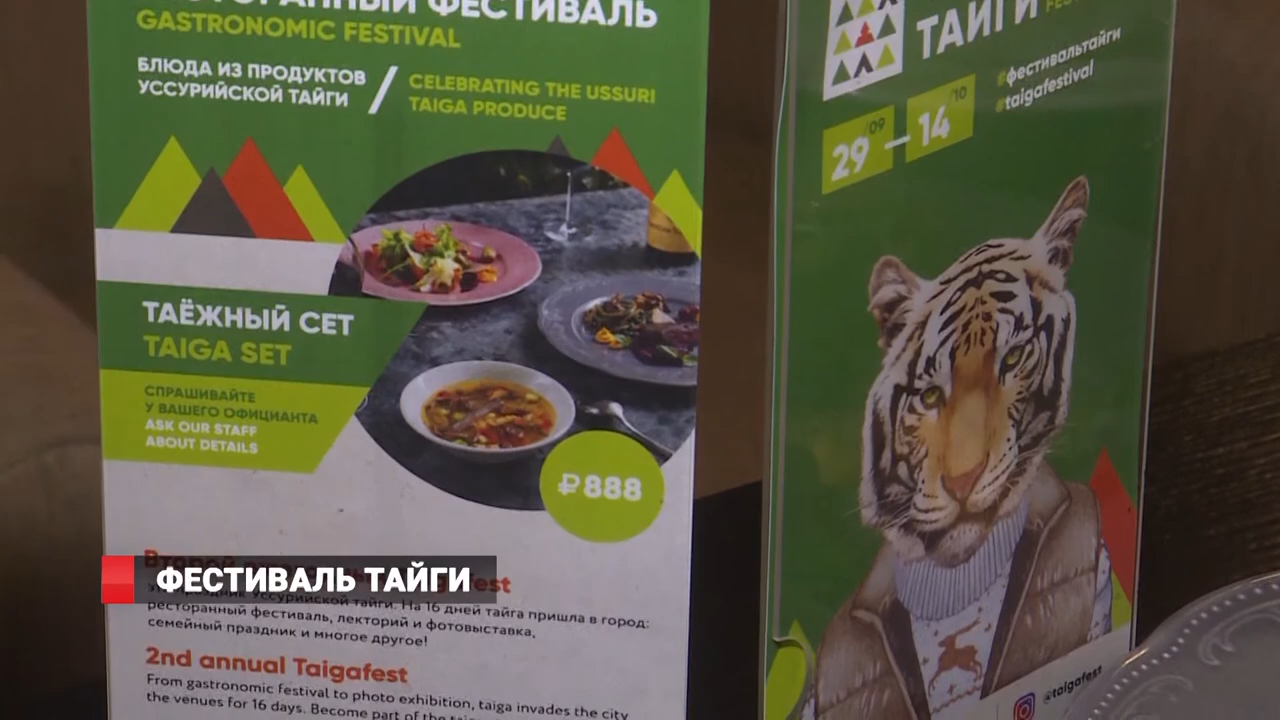 ФЕСТИВАЛЬ
GASTRONOMIC FESTIVAL
БЛЮДА ИЗ ПРОДУКТОВ
УССУРИЙСКОЙ ТАЙГИ
CELEBRATING THE USSURI
TAIGA PRODUCE
ТАЁЖНЫЙ СЕТ
TAIGA SET
СПРАШИВАЙТЕ
У ВАШЕГО ОФИЦИАНТА
ASK OUR STAFF
ABOUT DETAILS
₽888
Второй
ФЕСТИВАЛЬ ТАЙГИ
Уссурийской тайги. На 16 дней тайга пришла в город:
ресторанный фестиваль, лекторий и фотовыставка,
семейный праздник и многое другое!
2nd annual Taigafest
From gastronomic festival to photo exhibition, taiga invades the city
the venues for 16 days. Become part of the
ТАЙГИ
#фестивальтайги
#taigafestival
29/09 — 14/10
@taigafest